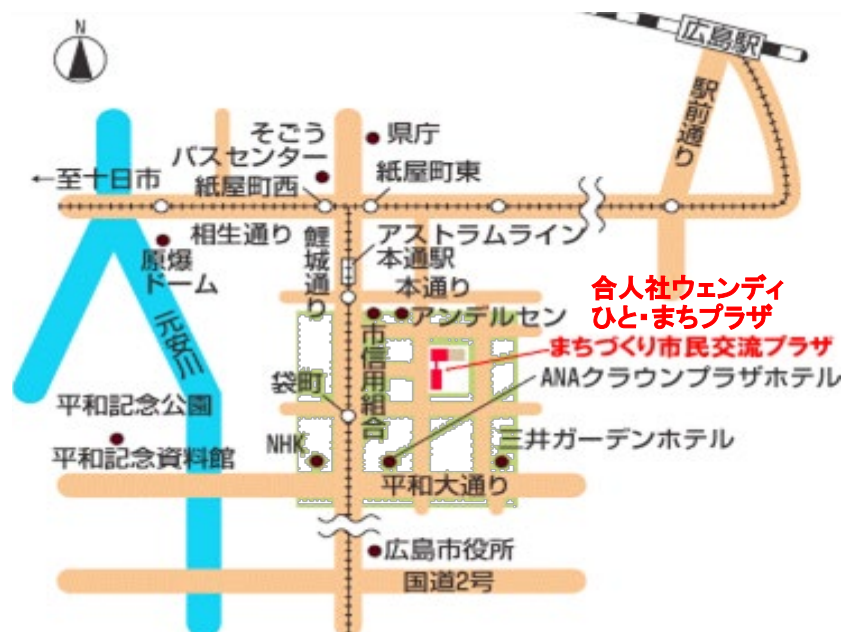 N
広島駅
駅前通り
そごう
バスセンター
県庁
←至十日市
紙屋町西
紙屋町東
相生通り
鯉城通り
アストラムライン
本通駅
原爆
ドーム
本通り
合人社ウェンディ
ひと・まちプラザ
アンデルセン
元安川
市信用組合
まちづくり市民交流プラザ
袋町
ANAクラウンプラザホテル
平和記念公園
NHK
三井ガーデンホテル
平和記念資料館
平和大通り
広島市役所
国道2号